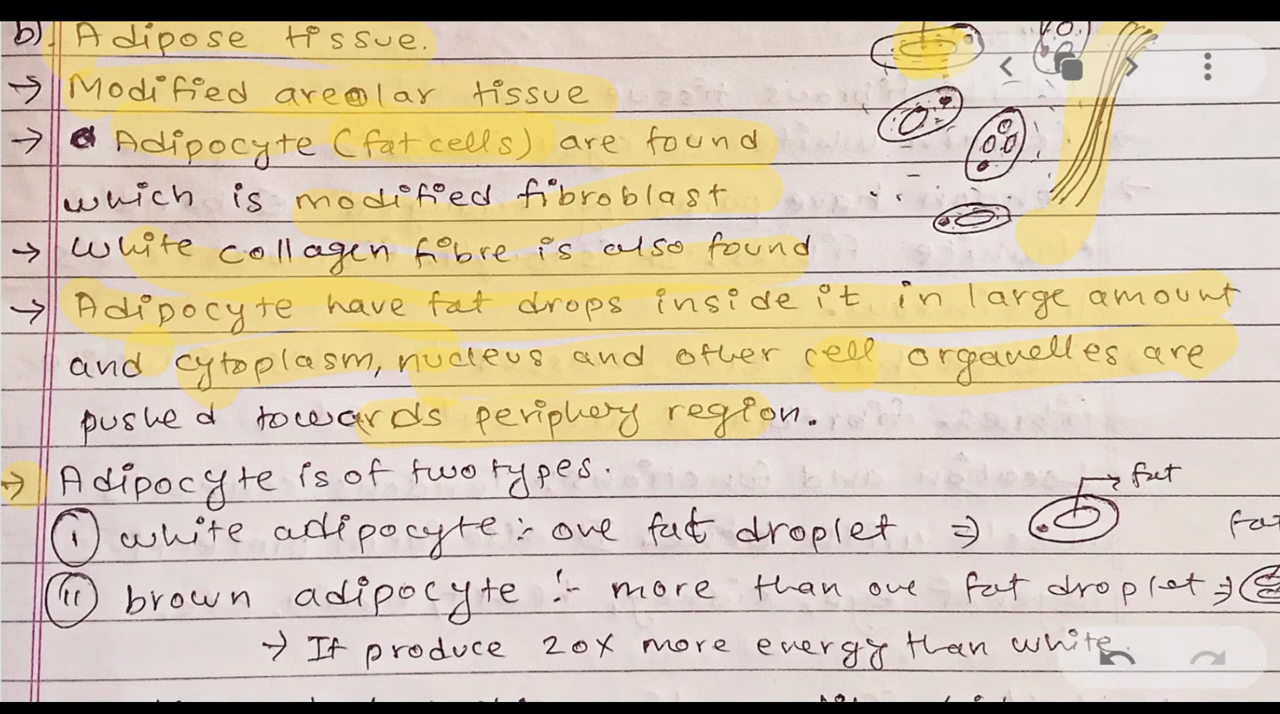 b). Adipose tissue.
→ Modified areolar tissue
→ Adipocyte (fat cells) are found
which is modified fibroblast
→ White collagen fibre is also found
→ Adipocyte have fat drops inside it in large amount
and cytoplasm, nucleus and other cell organelles are
pushed towards periphery region.
→ Adipocyte is of two types.
(i) white adipocyte :- one fat droplet ⇒ → fat
(ii) brown adipocyte :- more than one fat droplet ⇒
→ It produce 20x more energy than white.